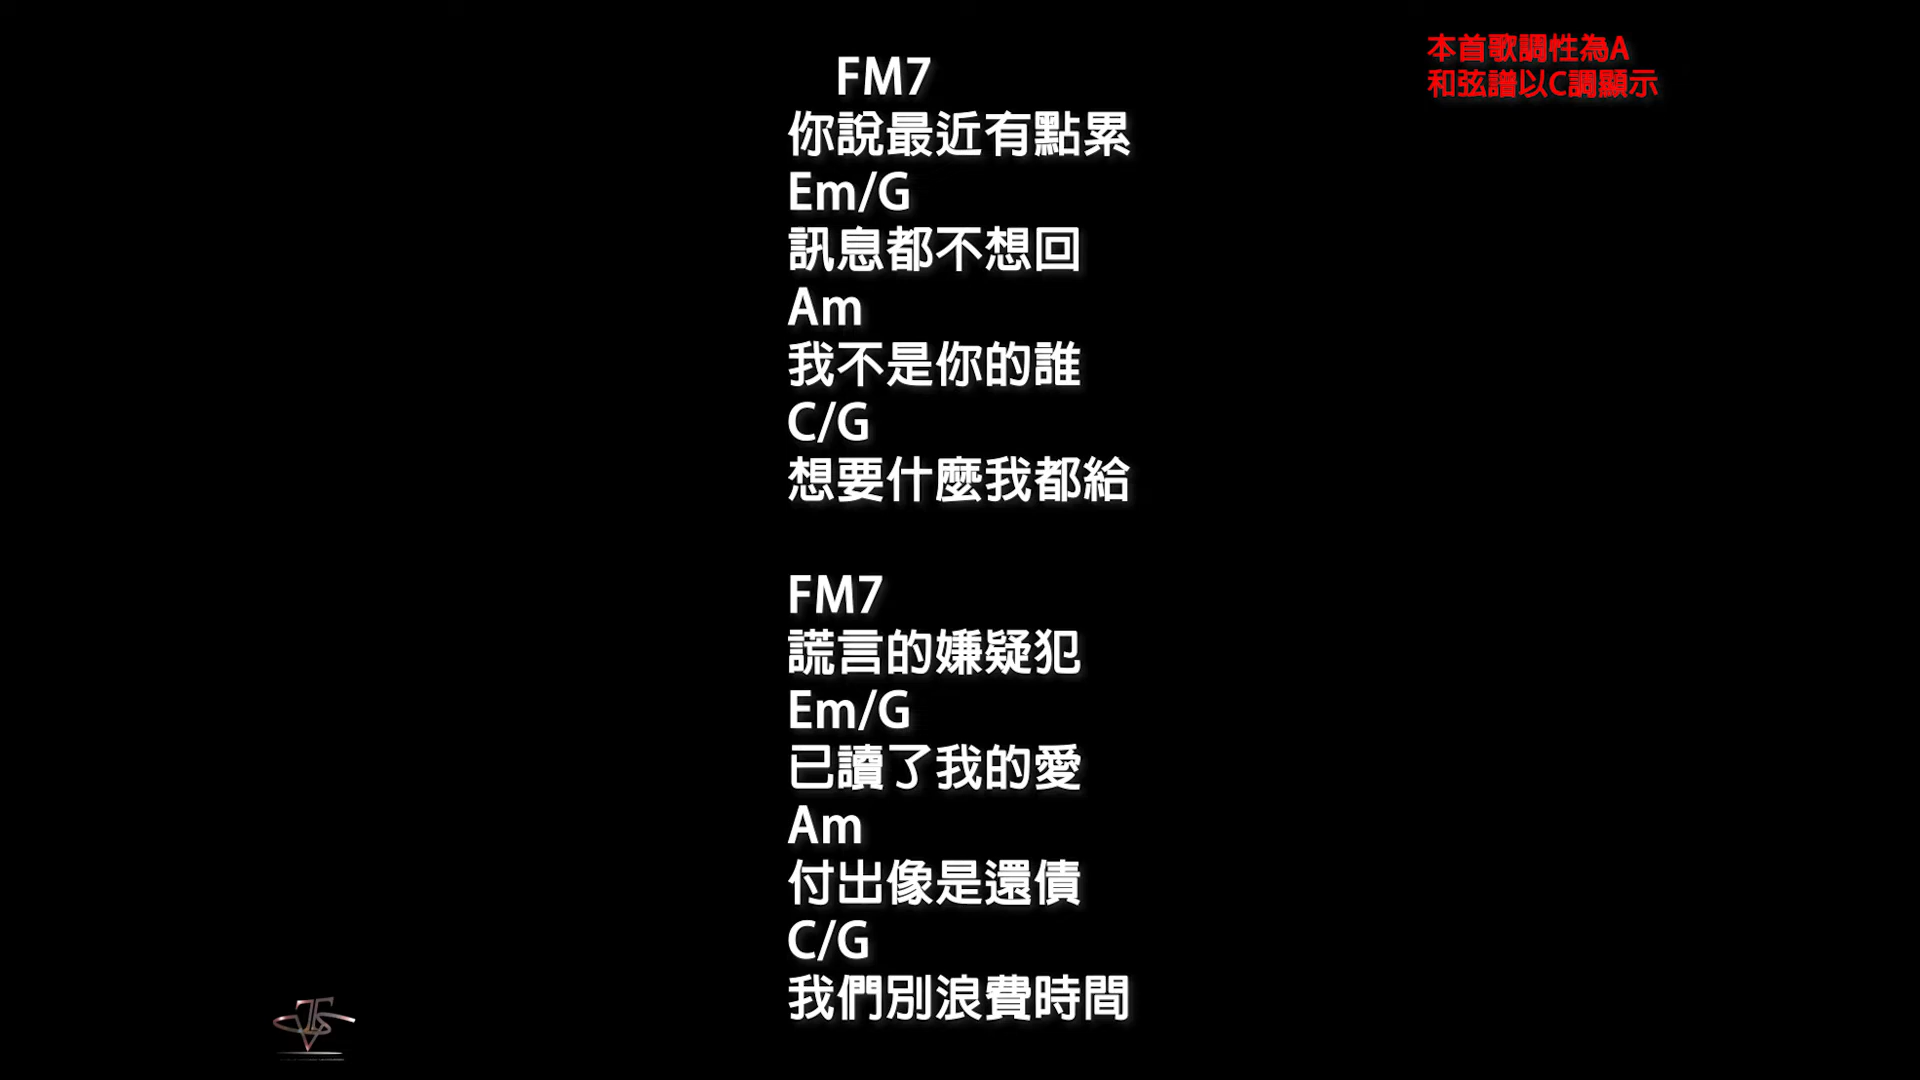 本首歌調性為A
和弦譜以C調顯示
FM7
你說最近有點累
Em/G
訊息都不想回
Am
我不是你的誰
C/G
想要什麼我都給
FM7
謊言的嫌疑犯
Em/G
已讀了我的愛
Am
付出像是還債
C/G
我們別浪費時間